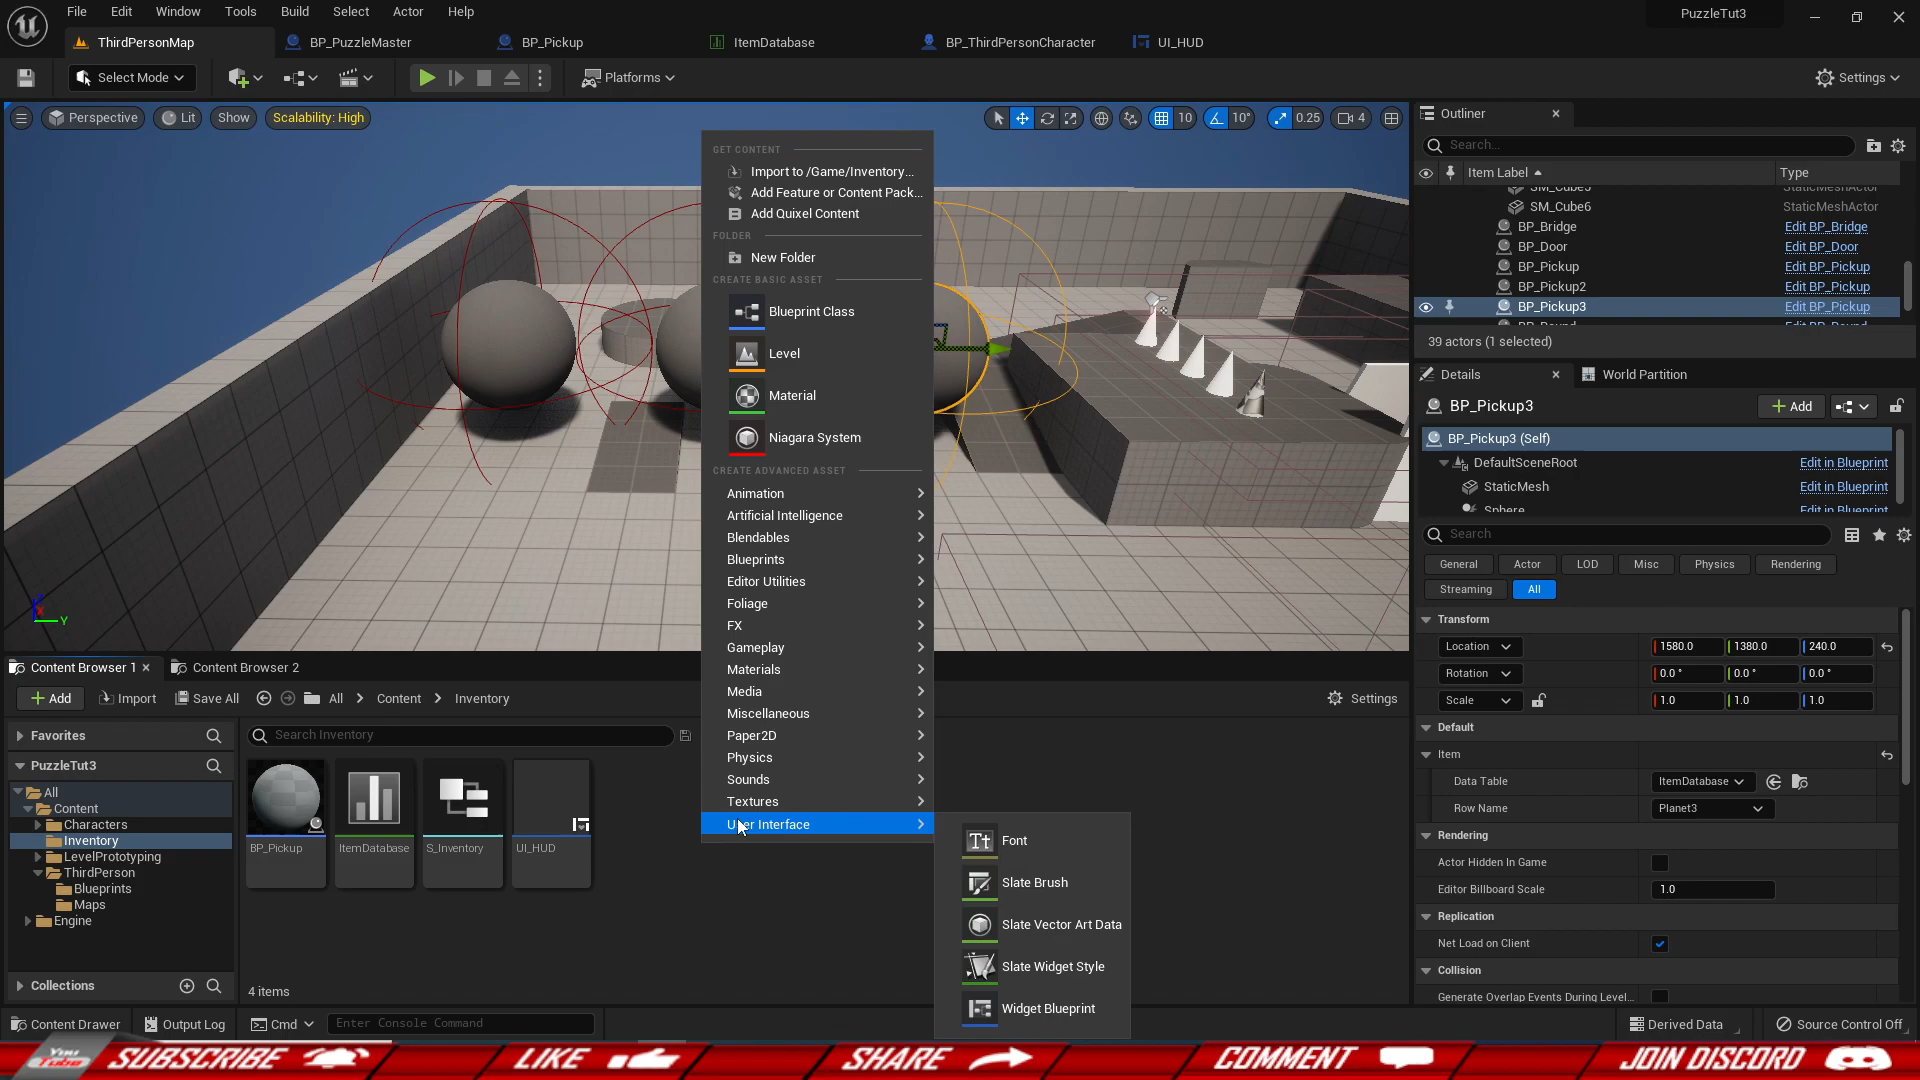 File Edit Window Tools Build Select Actor Help
PuzzleTut3
ThirdPersonMap BP_PuzzleMaster BP_Pickup ItemDatabase BP_ThirdPersonCharacter UI_HUD
Select Mode Platforms Settings
Perspective Lit Show Scalability: High 10 10° 0.25 4
GET CONTENT
Import to /Game/Inventory...
Add Feature or Content Pack...
Add Quixel Content
FOLDER
New Folder
CREATE BASIC ASSET
Blueprint Class
Level
Material
Niagara System
CREATE ADVANCED ASSET
Animation
Artificial Intelligence
Blendables
Blueprints
Editor Utilities
Foliage
FX
Gameplay
Materials
Media
Miscellaneous
Paper2D
Physics
Sounds
Textures
User Interface
Font
Slate Brush
Slate Vector Art Data
Slate Widget Style
Widget Blueprint
X Y
Outliner
Search...
Item Label Type
SM_Cube5 StaticMeshActor
SM_Cube6 StaticMeshActor
BP_Bridge Edit BP_Bridge
BP_Door Edit BP_Door
BP_Pickup Edit BP_Pickup
BP_Pickup2 Edit BP_Pickup
BP_Pickup3 Edit BP_Pickup
39 actors (1 selected)
Details World Partition
BP_Pickup3 Add
BP_Pickup3 (Self)
DefaultSceneRoot Edit in Blueprint
StaticMesh Edit in Blueprint
Sphere Edit in Blueprint
Search
General Actor LOD Misc Physics Rendering
Streaming All
Transform
Location 1580.0 1380.0 240.0
Rotation 0.0 ° 0.0 ° 0.0 °
Scale 1.0 1.0 1.0
Default
Item
Data Table ItemDatabase
Row Name Planet3
Rendering
Actor Hidden In Game
Editor Billboard Scale 1.0
Replication
Net Load on Client
Collision
Generate Overlap Events During Level...
Content Browser 1 Content Browser 2
Add Import Save All All Content Inventory Settings
Favorites
Search Inventory
PuzzleTut3
All
Content
Characters
Inventory
LevelPrototyping
ThirdPerson
Blueprints
Maps
Engine
BP_Pickup ItemDatabase S_Inventory UI_HUD
Collections
4 items
Content Drawer Output Log Cmd Enter Console Command Derived Data Source Control Off
You Tube SUBSCRIBE LIKE SHARE COMMENT JOIN DISCORD